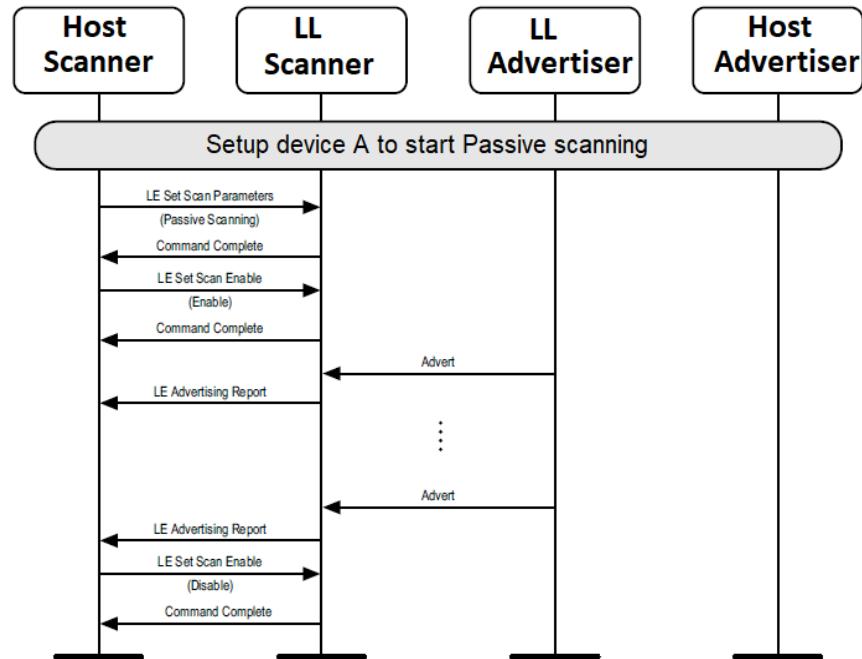 Host
Scanner
LL
Scanner
LL
Advertiser
Host
Advertiser
Setup device A to start Passive scanning
LE Set Scan Parameters
(Passive Scanning)
Command Complete
LE Set Scan Enable
(Enable)
Command Complete
Advert
LE Advertising Report
Advert
LE Advertising Report
LE Set Scan Enable
(Disable)
Command Complete